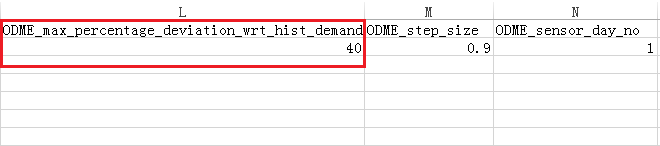 L M N
ODME_max_percentage_deviation_wrt_hist_demand ODME_step_size ODME_sensor_day_no
40 0.9 1